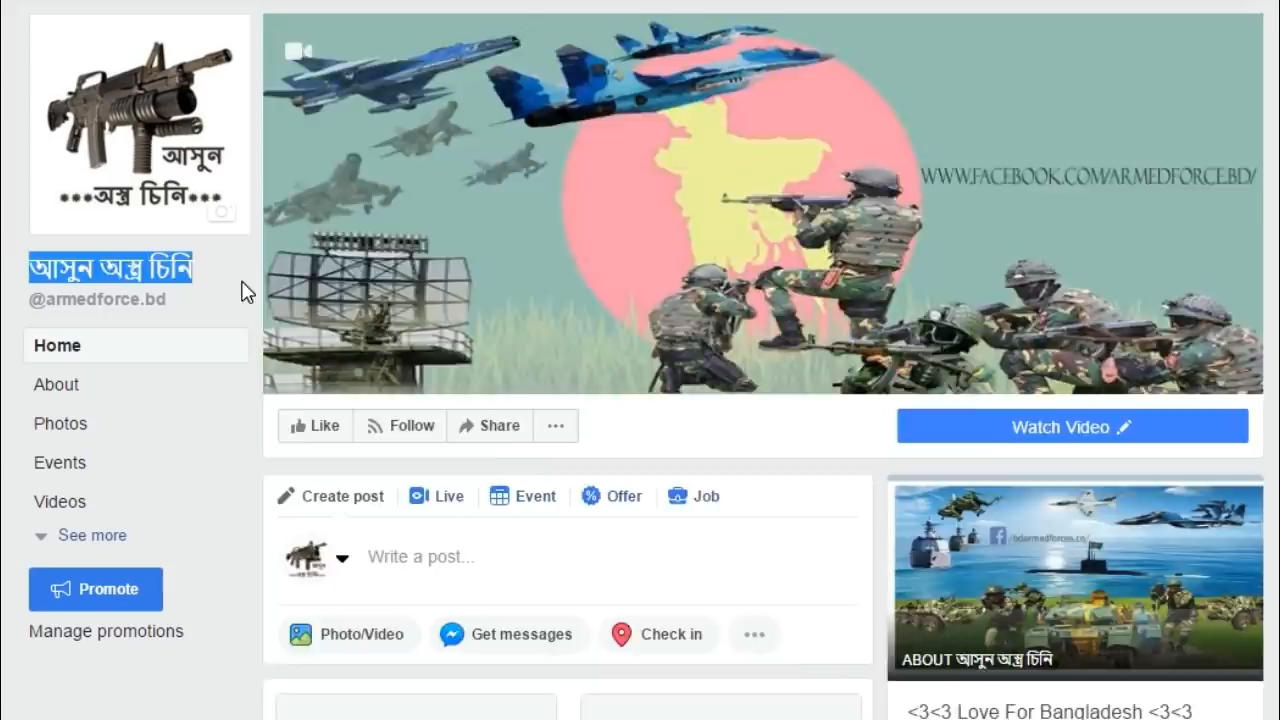 আসুন
•••অস্ত্র চিনি•••
আসুন অস্ত্র চিনি
@armedforce.bd
Home
About
Photos
Events
Videos
See more
Promote
Manage promotions
WWW.FACEBOOK.COM/ARMEDFORCE.BD/
Like
Follow
Share
Watch Video
Create post
Live
Event
Offer
Job
Write a post...
Photo/Video
Get messages
Check in
/bdarmedforces.co/
ABOUT আসুন অস্ত্র চিনি
<3<3 Love For Bangladesh <3<3